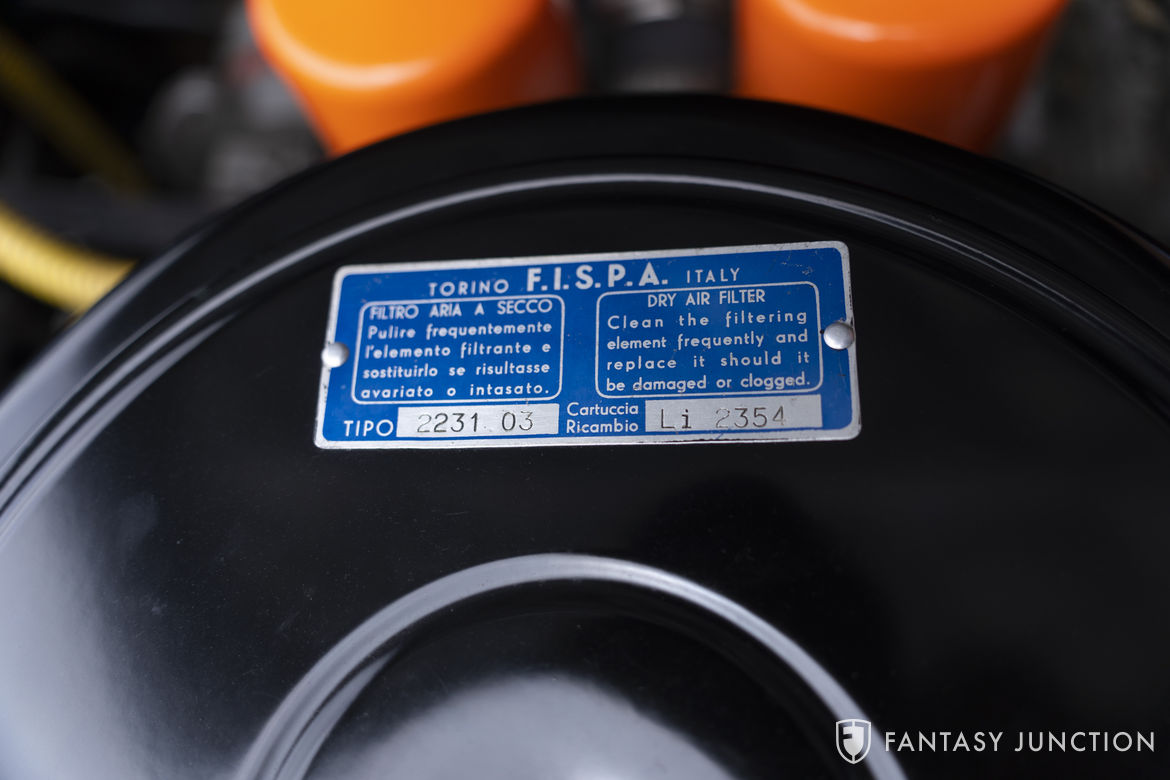 TORINO F.I.S.P.A. ITALY
FILTRO ARIA A SECCO
Pulire frequentemente
l'elemento filtrante e
sostituirlo se risultasse
avariato o intasato.
DRY AIR FILTER
Clean the filtering
element frequently and
replace it should it
be damaged or clogged.
TIPO 2231 03
Cartuccia
Ricambio
Li 2354
FANTASY JUNCTION